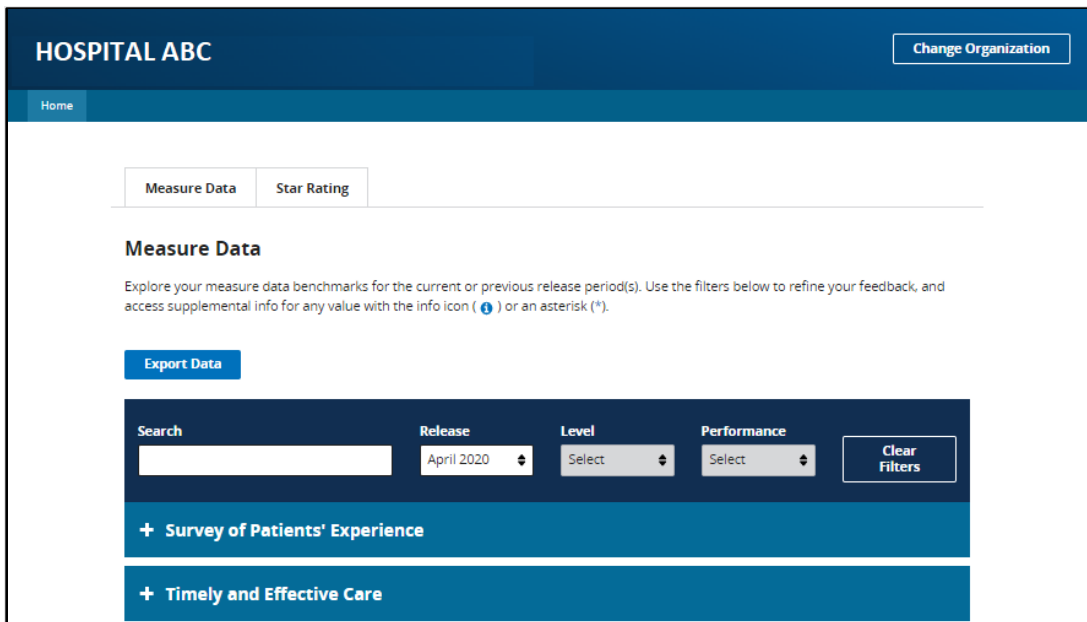 HOSPITAL ABC
Change Organization
Home
Measure Data
Star Rating
Measure Data
Explore your measure data benchmarks for the current or previous release period(s). Use the filters below to refine your feedback, and
access supplemental info for any value with the info icon ( i ) or an asterisk (*).
Export Data
Search
Release
Level
Performance
April 2020
Select
Select
Clear
Filters
+ Survey of Patients' Experience
+ Timely and Effective Care